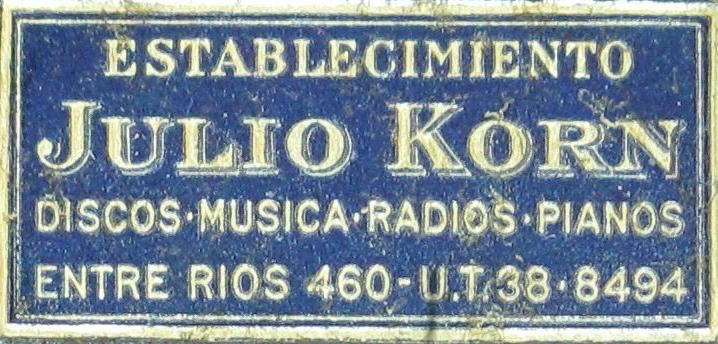 ESTABLECIMIENTO
JULIO KORN
DISCOS·MUSICA·RADIOS·PIANOS
ENTRE RIOS 460-U.T.38·8494